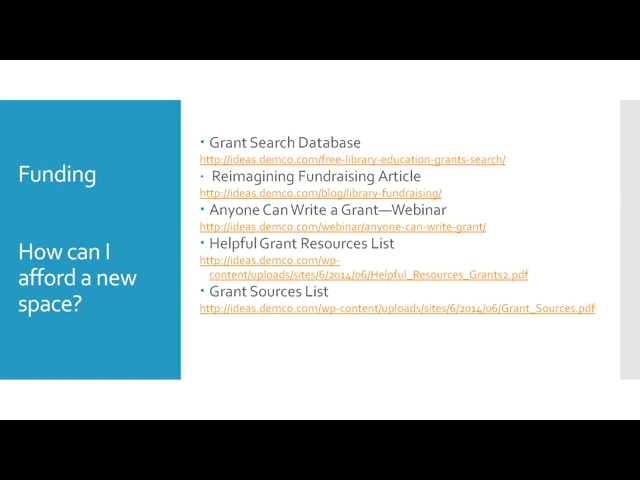 Funding
How can I
afford a new
space?
• Grant Search Database
http://ideas.demco.com/free-library-education-grants-search/
• Reimagining Fundraising Article
http://ideas.demco.com/blog/library-fundraising/
• Anyone Can Write a Grant—Webinar
http://ideas.demco.com/webinar/anyone-can-write-grant/
• Helpful Grant Resources List
http://ideas.demco.com/wp-
content/uploads/sites/6/2014/06/Helpful_Resources_Grants2.pdf
• Grant Sources List
http://ideas.demco.com/wp-content/uploads/sites/6/2014/06/Grant_Sources.pdf